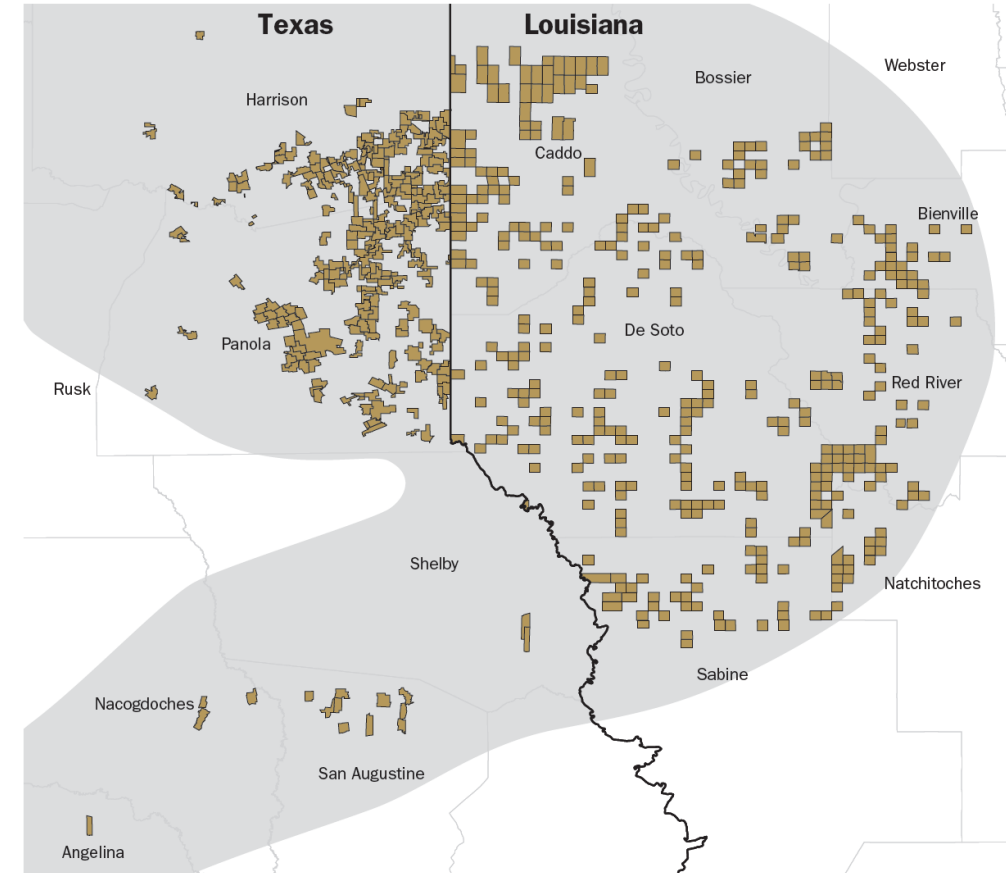 Texas
Louisiana
Webster
Bossier
Harrison
Caddo
Bienville
De Soto
Panola
Red River
Rusk
Shelby
Natchitoches
Sabine
Nacogdoches
San Augustine
Angelina